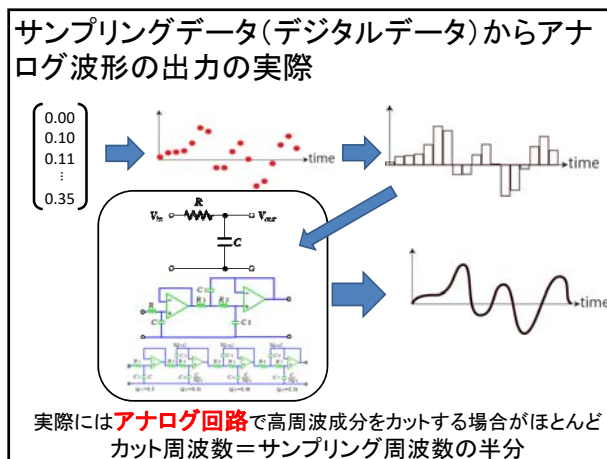 サンプリングデータ(デジタルデータ)からアナ
ログ波形の出力の実際
0.00
0.10
0.11
⋮
0.35
time
time
R
Vin
Vout
C
time
実際にはアナログ回路で高周波成分をカットする場合がほとんど
カット周波数=サンプリング周波数の半分